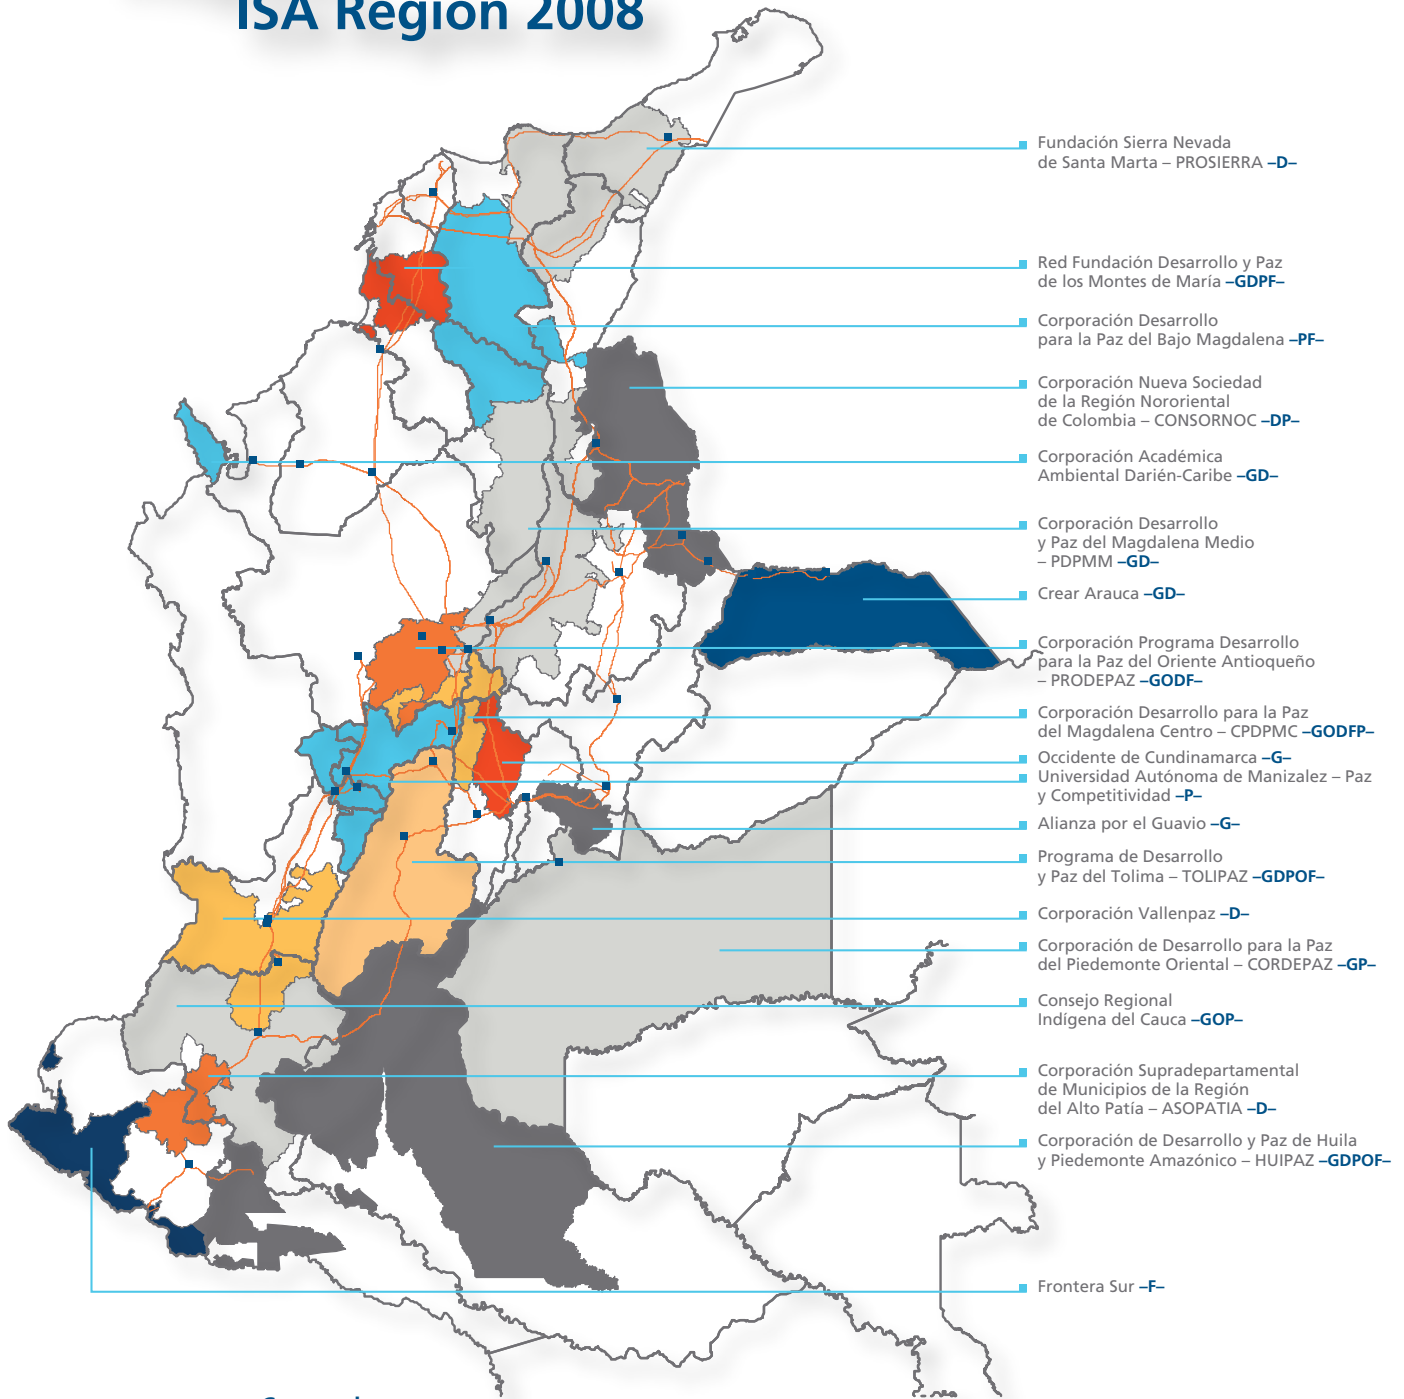 ISA Región 2008
Fundación Sierra Nevada
de Santa Marta – PROSIERRA –D–
Red Fundación Desarrollo y Paz
de los Montes de María –GDPF–
Corporación Desarrollo
para la Paz del Bajo Magdalena –PF–
Corporación Nueva Sociedad
de la Región Nororiental
de Colombia – CONSORNOC –DP–
Corporación Académica
Ambiental Darién-Caribe –GD–
Corporación Desarrollo
y Paz del Magdalena Medio
– PDPMM –GD–
Crear Arauca –GD–
Corporación Programa Desarrollo
para la Paz del Oriente Antioqueño
– PRODEPAZ –GODF–
Corporación Desarrollo para la Paz
del Magdalena Centro – CPDPMC –GODFP–
Occidente de Cundinamarca –G–
Universidad Autónoma de Manizalez – Paz
y Competitividad –P–
Alianza por el Guavio –G–
Programa de Desarrollo
y Paz del Tolima – TOLIPAZ –GDPOF–
Corporación Vallenpaz –D–
Corporación de Desarrollo para la Paz
del Piedemonte Oriental – CORDEPAZ –GP–
Consejo Regional
Indígena del Cauca –GOP–
Corporación Supradepartamental
de Municipios de la Región
del Alto Patía – ASOPATIA –D–
Corporación de Desarrollo y Paz de Huila
y Piedemonte Amazónico – HUIPAZ –GDPOF–
Frontera Sur –F–